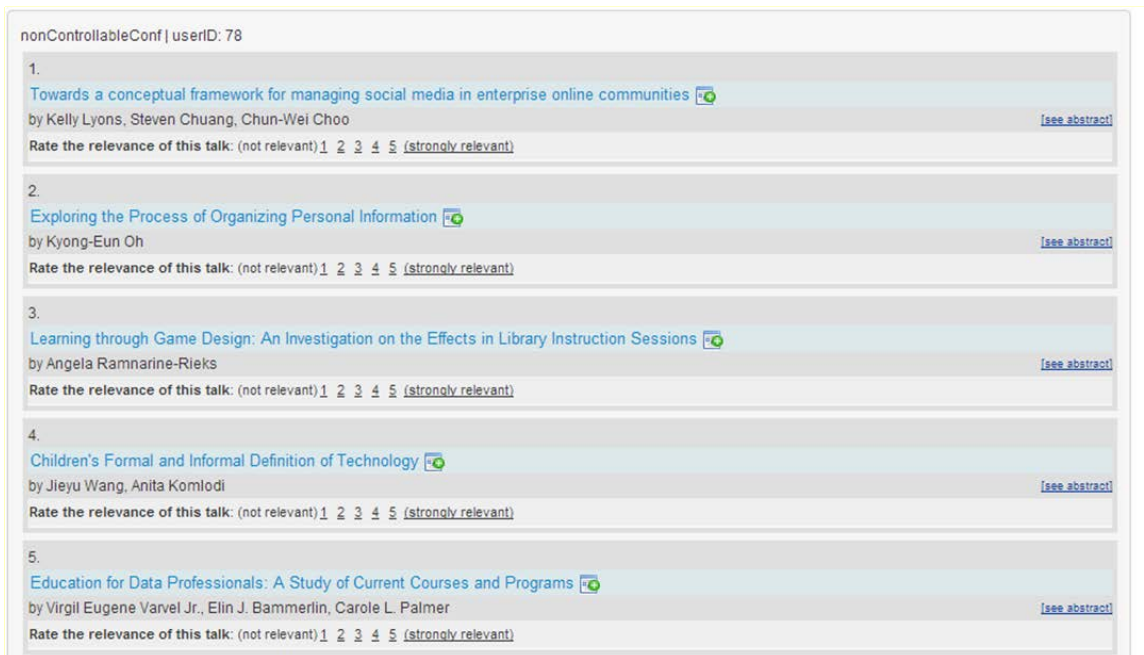 nonControllableConf | userID: 78
1.
Towards a conceptual framework for managing social media in enterprise online communities
by Kelly Lyons, Steven Chuang, Chun-Wei Choo [see abstract]
Rate the relevance of this talk: (not relevant) 1 2 3 4 5 (strongly relevant)
2.
Exploring the Process of Organizing Personal Information
by Kyong-Eun Oh [see abstract]
Rate the relevance of this talk: (not relevant) 1 2 3 4 5 (strongly relevant)
3.
Learning through Game Design: An Investigation on the Effects in Library Instruction Sessions
by Angela Ramnarine-Rieks [see abstract]
Rate the relevance of this talk: (not relevant) 1 2 3 4 5 (strongly relevant)
4.
Children's Formal and Informal Definition of Technology
by Jieyu Wang, Anita Komlodi [see abstract]
Rate the relevance of this talk: (not relevant) 1 2 3 4 5 (strongly relevant)
5.
Education for Data Professionals: A Study of Current Courses and Programs
by Virgil Eugene Varvel Jr., Elin J. Bammerlin, Carole L. Palmer [see abstract]
Rate the relevance of this talk: (not relevant) 1 2 3 4 5 (strongly relevant)